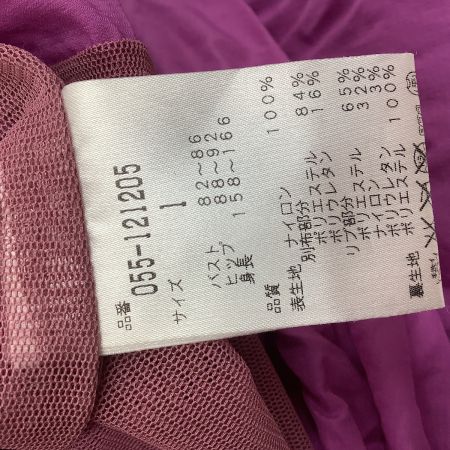 品番
055-121205
サイズ 1
バスト 82~86
ヒップ 88~92
身長 158~166
品質
表生地 ナイロン 100%
別布部分
ポリエステル 84%
ポリウレタン 16%
リブ部分
ポリエステル 65%
ナイロン 32%
ポリウレタン 3%
裏生地 ポリエステル 100%